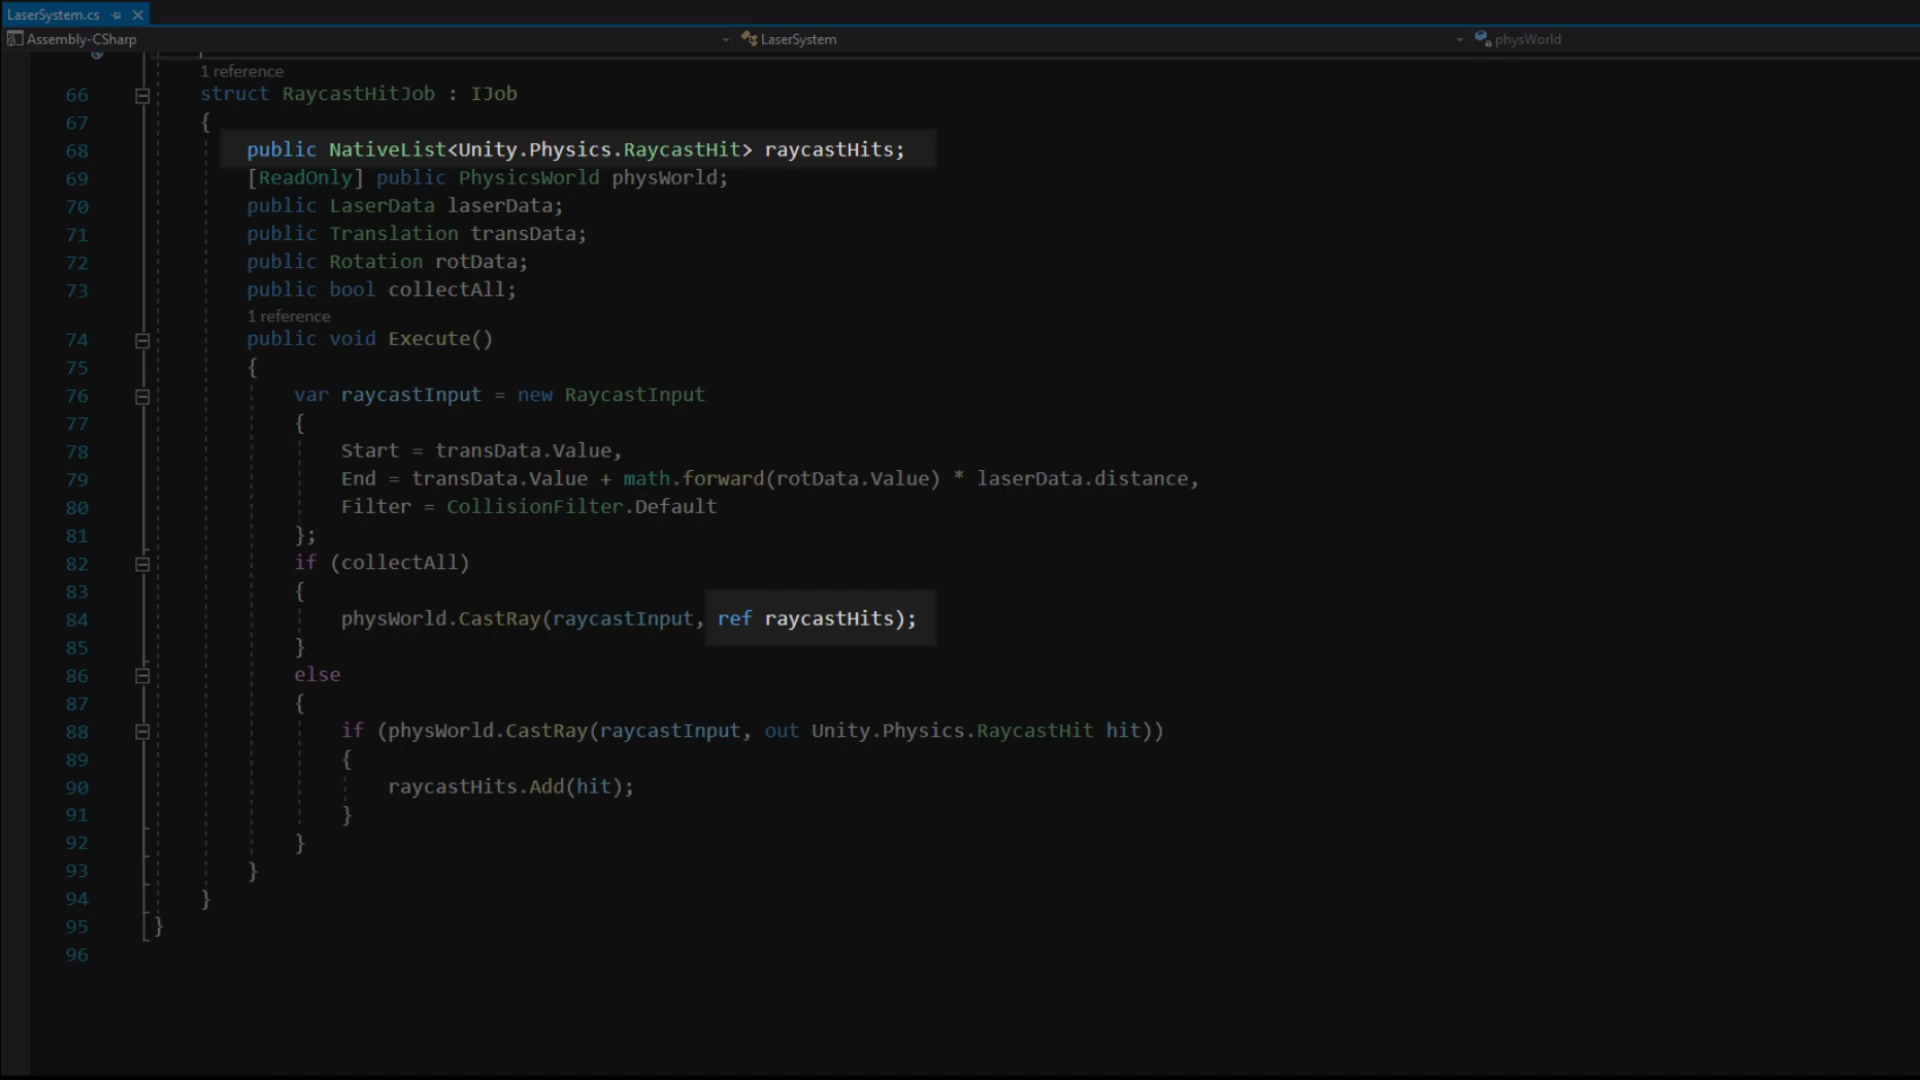 LaserSystem.cs
Assembly-CSharp LaserSystem physWorld
1 reference
66 struct RaycastHitJob : IJob
67 {
68 public NativeList<Unity.Physics.RaycastHit> raycastHits;
69 [ReadOnly] public PhysicsWorld physWorld;
70 public LaserData laserData;
71 public Translation transData;
72 public Rotation rotData;
73 public bool collectAll;
1 reference
74 public void Execute()
75 {
76 var raycastInput = new RaycastInput
77 {
78 Start = transData.Value,
79 End = transData.Value + math.forward(rotData.Value) * laserData.distance,
80 Filter = CollisionFilter.Default
81 };
82 if (collectAll)
83 {
84 physWorld.CastRay(raycastInput, ref raycastHits);
85 }
86 else
87 {
88 if (physWorld.CastRay(raycastInput, out Unity.Physics.RaycastHit hit))
89 {
90 raycastHits.Add(hit);
91 }
92 }
93 }
94 }
95 }
96